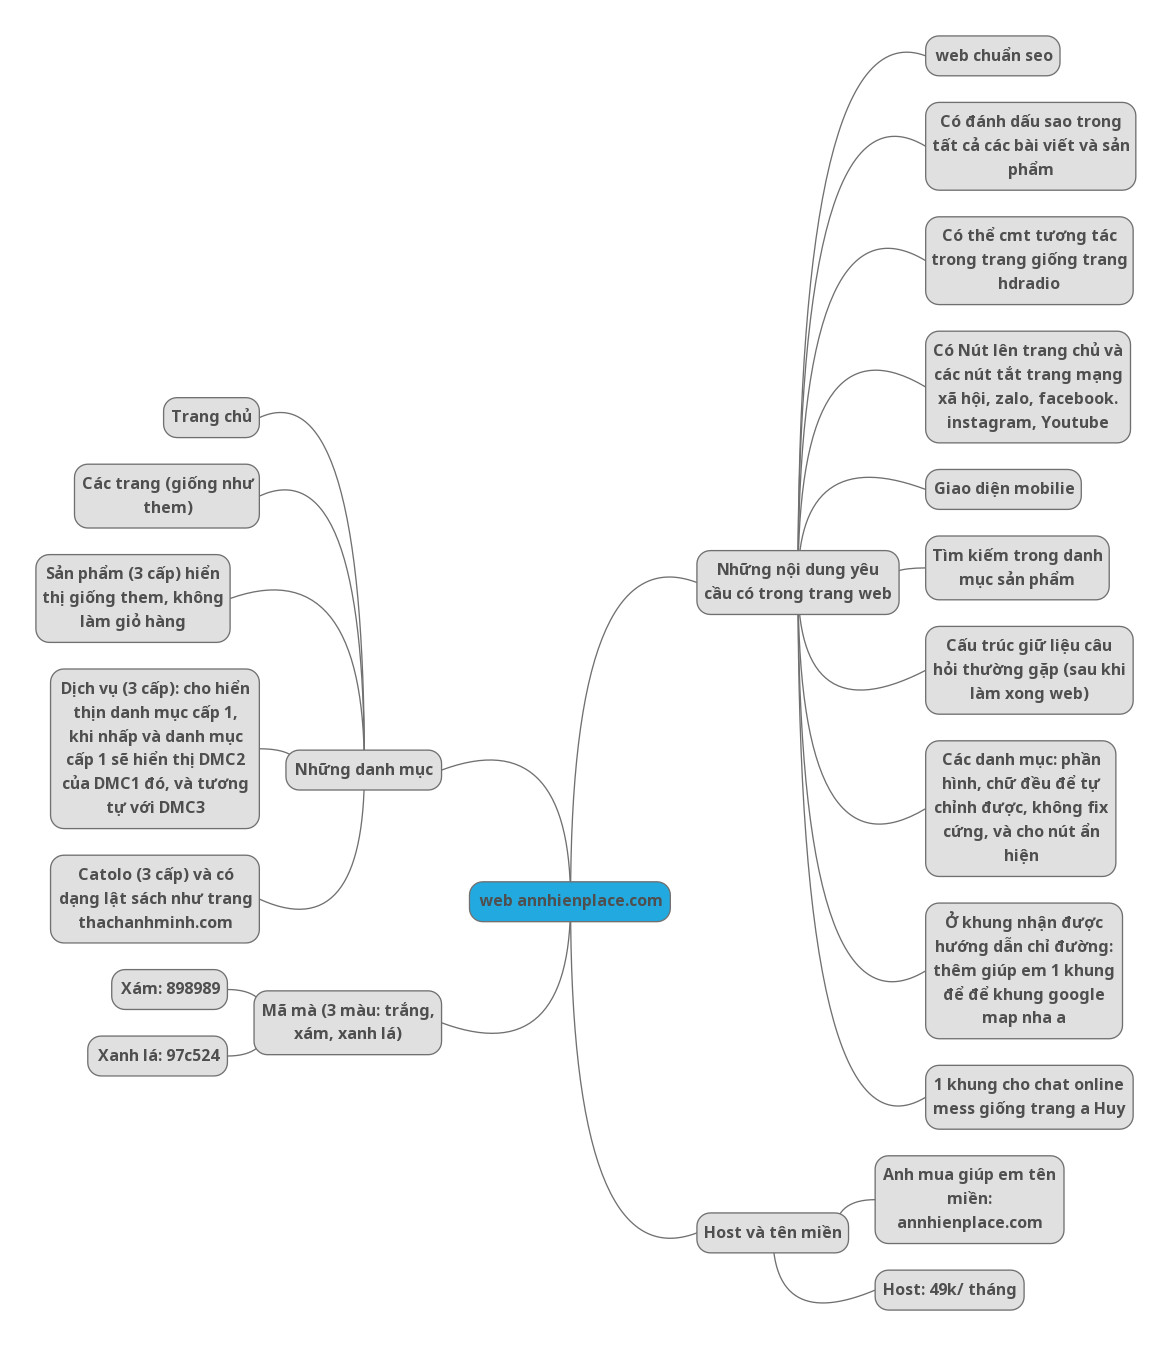 web annhienplace.com
Những nội dung yêu
cầu có trong trang web
web chuẩn seo
Có đánh dấu sao trong
tất cả các bài viết và sản
phẩm
Có thể cmt tương tác
trong trang giống trang
hdradio
Có Nút lên trang chủ và
các nút tắt trang mạng
xã hội, zalo, facebook.
instagram, Youtube
Giao diện mobilie
Tìm kiếm trong danh
mục sản phẩm
Cấu trúc giữ liệu câu
hỏi thường gặp (sau khi
làm xong web)
Các danh mục: phần
hình, chữ đều để tự
chỉnh được, không fix
cứng, và cho nút ẩn
hiện
Ở khung nhận được
hướng dẫn chỉ đường:
thêm giúp em 1 khung
để để khung google
map nha a
1 khung cho chat online
mess giống trang a Huy
Host và tên miền
Anh mua giúp em tên
miền:
annhienplace.com
Host: 49k/ tháng
Những danh mục
Trang chủ
Các trang (giống như
them)
Sản phẩm (3 cấp) hiển
thị giống them, không
làm giỏ hàng
Dịch vụ (3 cấp): cho hiển
thịn danh mục cấp 1,
khi nhấp và danh mục
cấp 1 sẽ hiển thị DMC2
của DMC1 đó, và tương
tự với DMC3
Catolo (3 cấp) và có
dạng lật sách như trang
thachanhminh.com
Mã mà (3 màu: trắng,
xám, xanh lá)
Xám: 898989
Xanh lá: 97c524